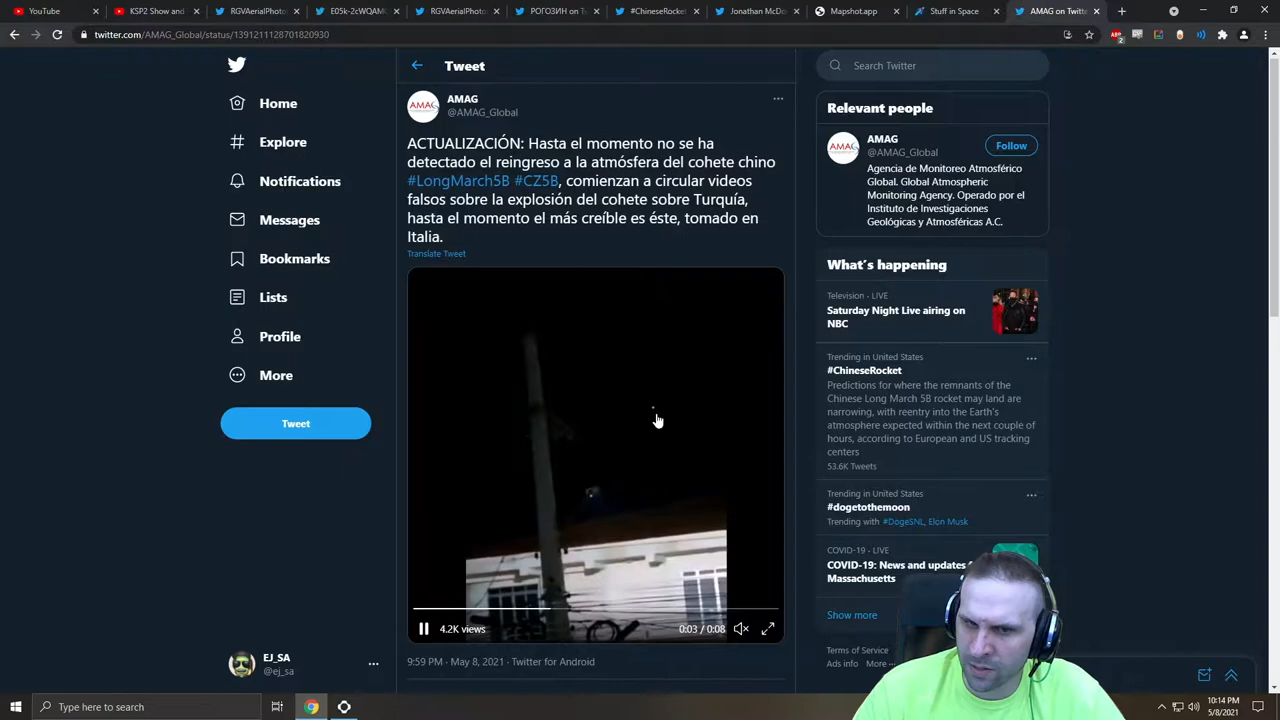 YouTube
KSP2 Show and
RGVAerialPhoto
E05k-2cWQAMK
RGVAerialPhoto
РОГОЗИН on Tw
#ChineseRocket
Jonathan McDo
Mapshot.app
Stuff in Space
AMAG on Twitte
twitter.com/AMAG_Global/status/1391211128701820930
Home
Explore
Notifications
Messages
Bookmarks
Lists
Profile
More
Tweet
EJ_SA
@ej_sa
Tweet
AMAG
@AMAG_Global
ACTUALIZACIÓN: Hasta el momento no se ha
detectado el reingreso a la atmósfera del cohete chino
#LongMarch5B #CZ5B, comienzan a circular videos
falsos sobre la explosión del cohete sobre Turquía,
hasta el momento el más creíble es éste, tomado en
Italia.
Translate Tweet
4.2K views
0:03 / 0:08
9:59 PM · May 8, 2021 · Twitter for Android
Search Twitter
Relevant people
AMAG
@AMAG_Global
Follow
Agencia de Monitoreo Atmosférico
Global. Global Atmospheric
Monitoring Agency. Operado por el
Instituto de Investigaciones
Geológicas y Atmosféricas A.C.
What's happening
Television · LIVE
Saturday Night Live airing on
NBC
Trending in United States
#ChineseRocket
Predictions for where the remnants of the
Chinese Long March 5B rocket may land are
narrowing, with reentry into the Earth's
atmosphere expected within the next couple of
hours, according to European and US tracking
centers
53.6K Tweets
Trending in United States
#dogetothemoon
Trending with #DogeSNL, Elon Musk
COVID-19 · LIVE
COVID-19: News and updates
Massachusetts
Show more
Terms of Service
Ada info More
Type here to search
10:14 PM
5/8/2021